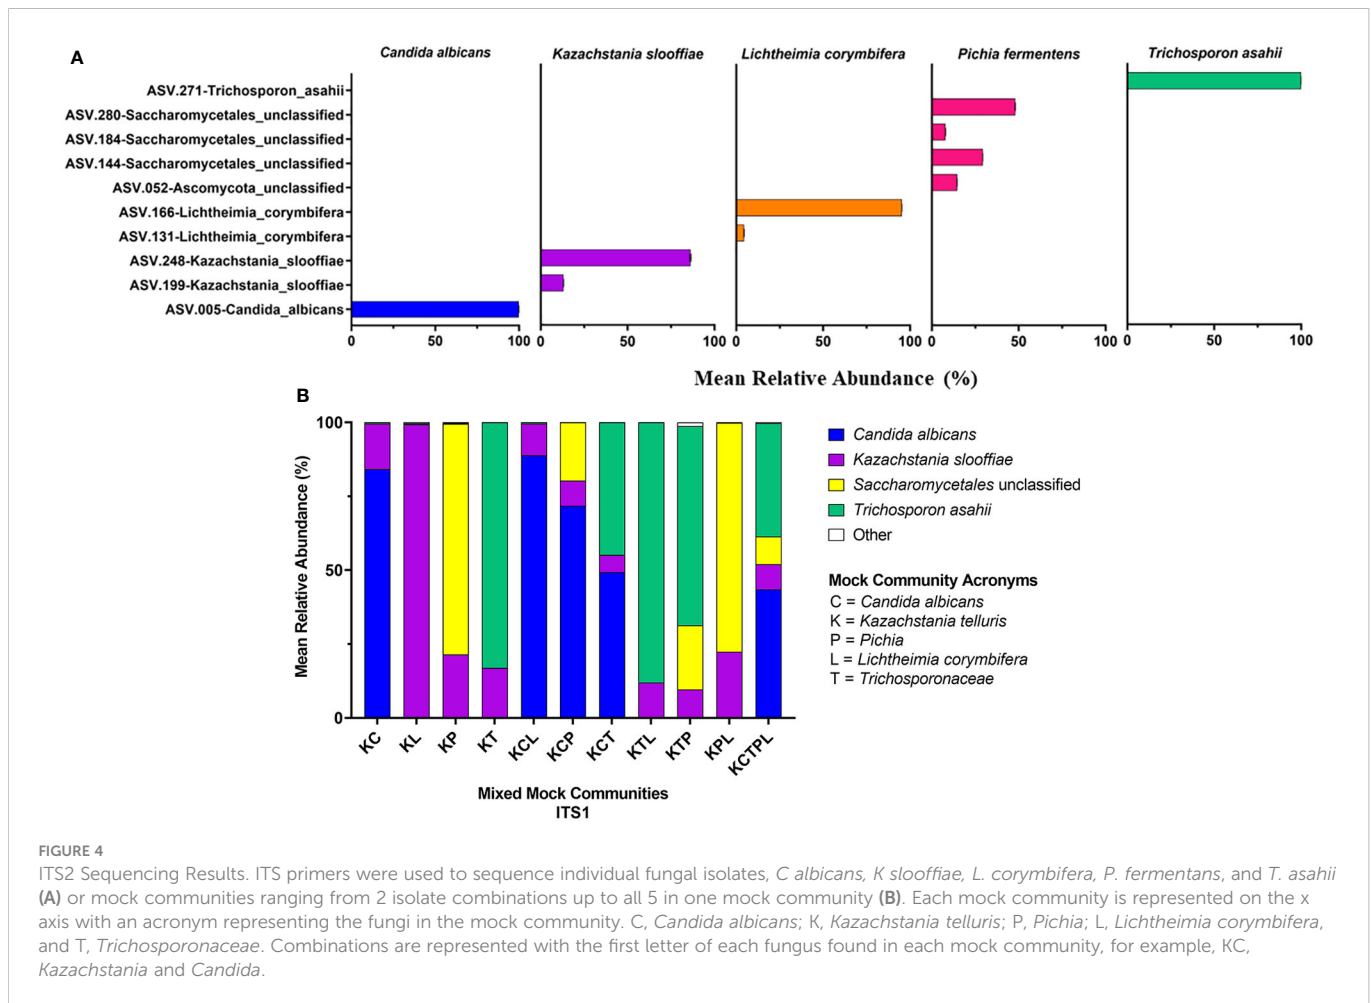 A
Candida albicans
Kazachstania slooffiae
Lichtheimia corymbifera
Pichia fermentens
Trichosporon asahii
ASV.271-Trichosporon_asahii
ASV.280-Saccharomycetales_unclassified
ASV.184-Saccharomycetales_unclassified
ASV.144-Saccharomycetales_unclassified
ASV.052-Ascomycota_unclassified
ASV.166-Lichtheimia_corymbifera
ASV.131-Lichtheimia_corymbifera
ASV.248-Kazachstania_slooffiae
ASV.199-Kazachstania_slooffiae
ASV.005-Candida_albicans
0 50 100 0 50 100 0 50 100 0 50 100 0 50 100
Mean Relative Abundance (%)
B
Mean Relative Abundance (%)
100
50
0
KC KL KP KT KCL KCP KCT KTL KTP KPL KCTPL
Mixed Mock Communities
ITS1
Candida albicans
Kazachstania slooffiae
Saccharomycetales unclassified
Trichosporon asahii
Other
Mock Community Acronyms
C = Candida albicans
K = Kazachstania telluris
P = Pichia
L = Lichtheimia corymbifera
T = Trichosporonaceae
FIGURE 4
ITS2 Sequencing Results. ITS primers were used to sequence individual fungal isolates, C albicans, K slooffiae, L. corymbifera, P. fermentans, and T. asahii
(A) or mock communities ranging from 2 isolate combinations up to all 5 in one mock community (B). Each mock community is represented on the x
axis with an acronym representing the fungi in the mock community. C, Candida albicans; K, Kazachstania telluris; P, Pichia; L, Lichtheimia corymbifera,
and T, Trichosporonaceae. Combinations are represented with the first letter of each fungus found in each mock community, for example, KC,
Kazachstania and Candida.